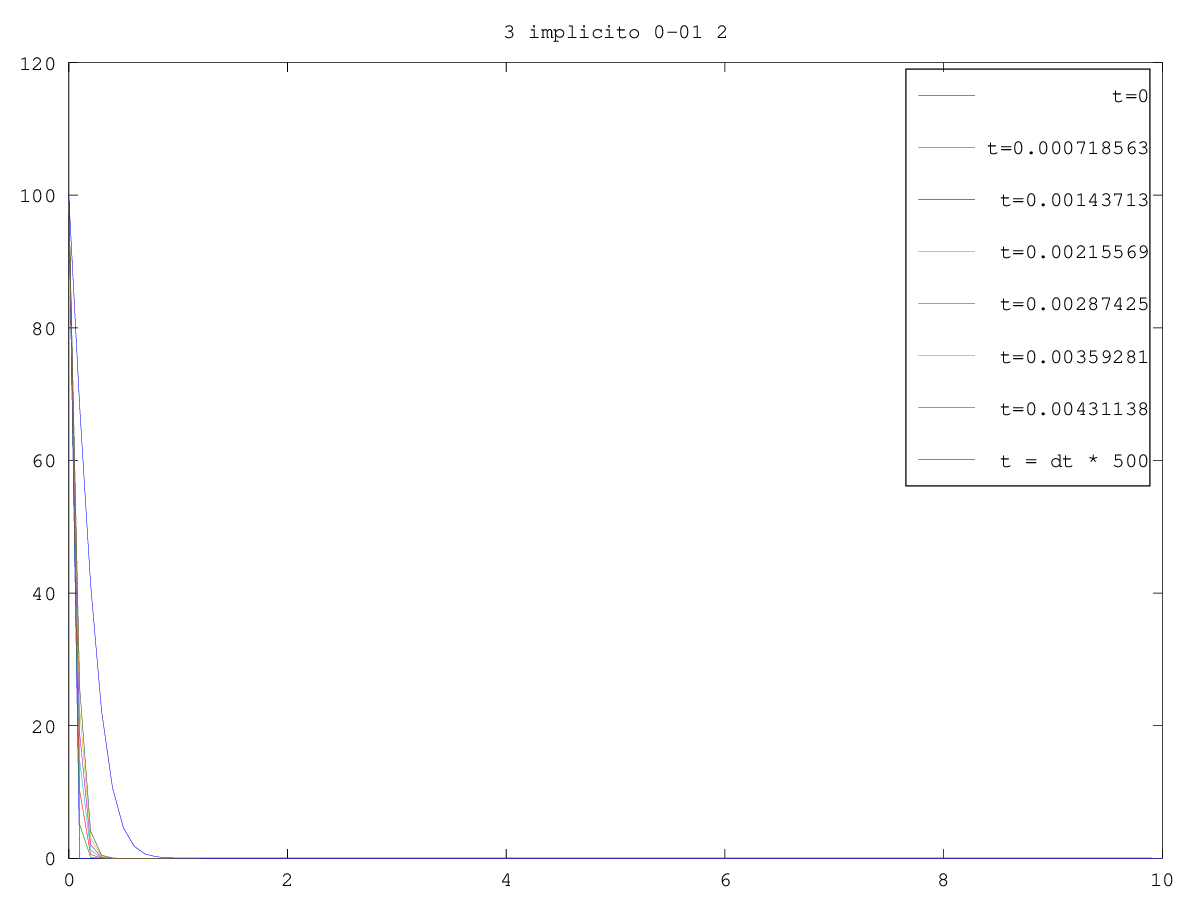 3 implicito 0-01 2
120
100
80
60
40
20
0
0 2 4 6 8 10
t=0
t=0.000718563
t=0.00143713
t=0.00215569
t=0.00287425
t=0.00359281
t=0.00431138
t = dt * 500